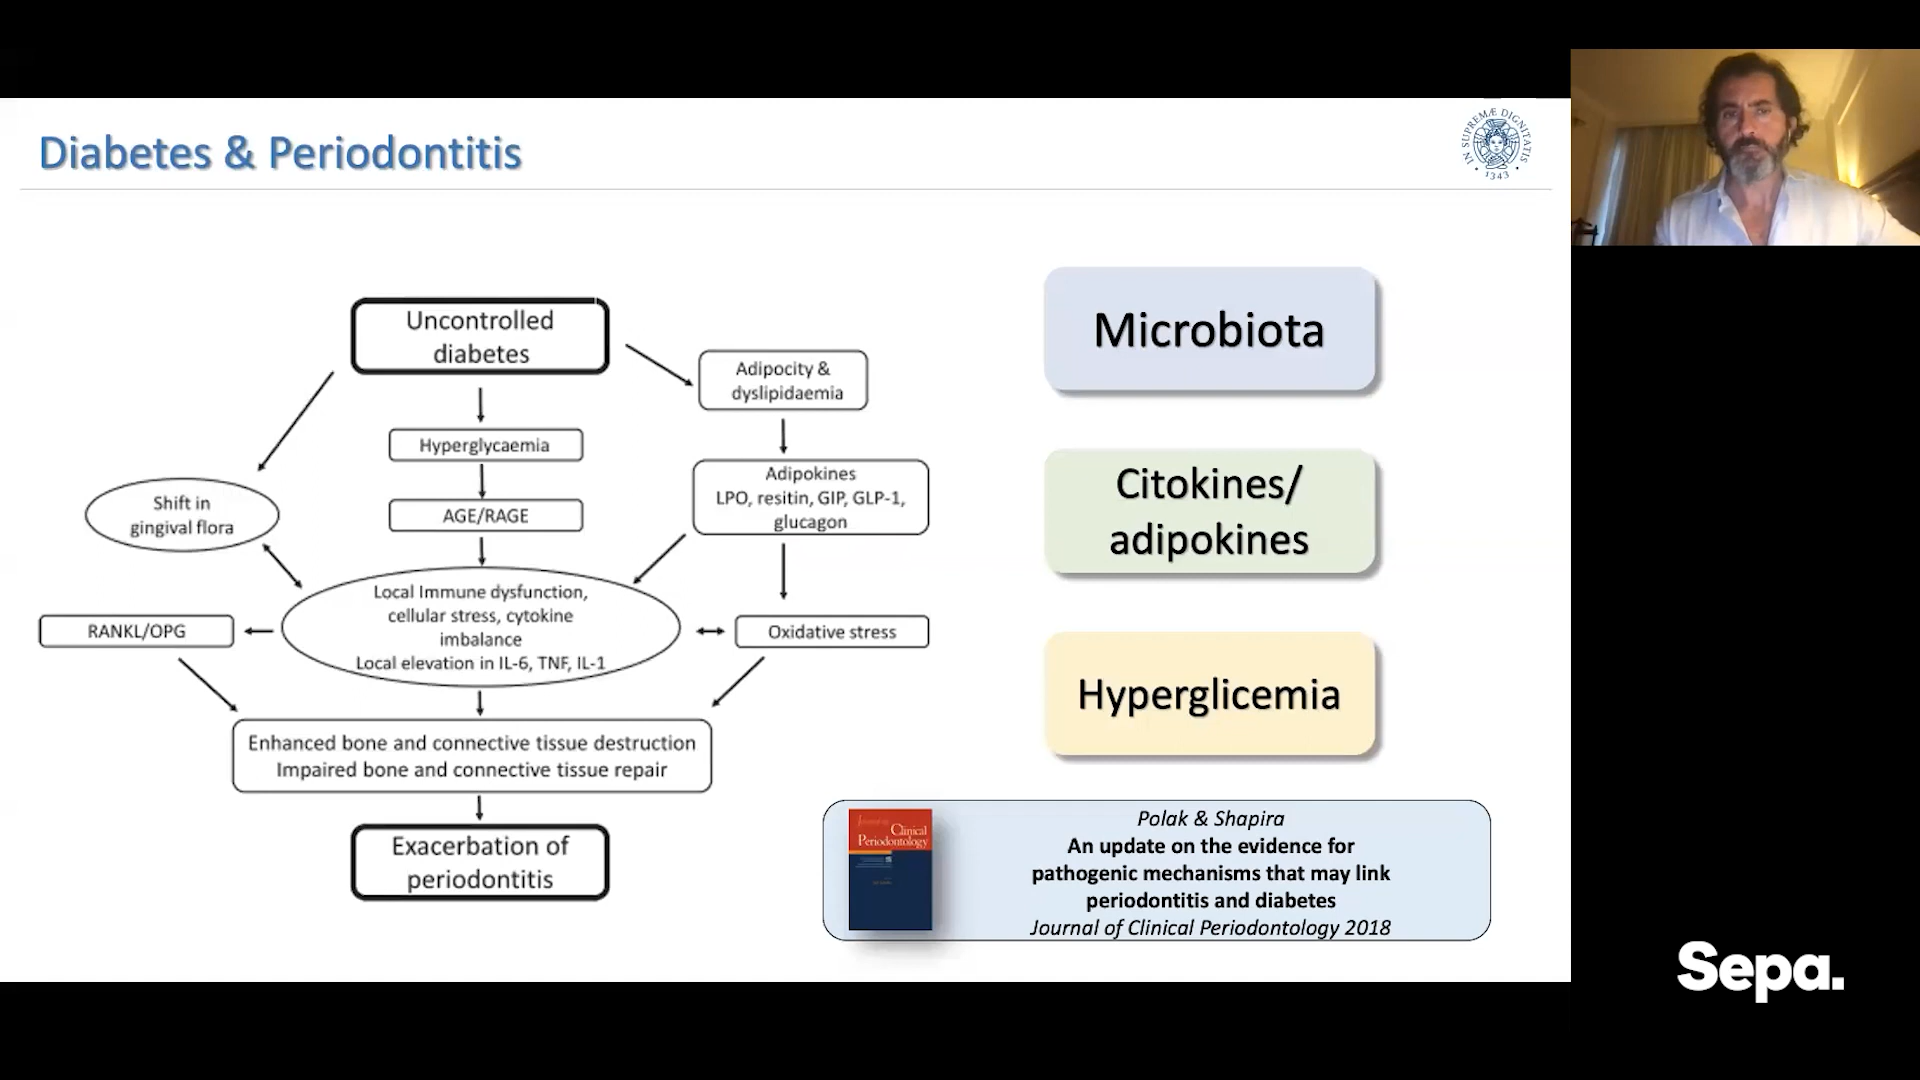 Diabetes & Periodontitis
IN SUPREMÆ DIGNITATIS
• 1343 •
Uncontrolled
diabetes
Adipocity &
dyslipidaemia
Hyperglycaemia
Adipokines
LPO, resitin, GIP, GLP-1,
glucagon
Shift in
gingival flora
AGE/RAGE
Local Immune dysfunction,
cellular stress, cytokine
imbalance
Local elevation in IL-6, TNF, IL-1
RANKL/OPG
Oxidative stress
Enhanced bone and connective tissue destruction
Impaired bone and connective tissue repair
Exacerbation of
periodontitis
Microbiota
Citokines/
adipokines
Hyperglicemia
Clinical
Periodontology
Polak & Shapira
An update on the evidence for
pathogenic mechanisms that may link
periodontitis and diabetes
Journal of Clinical Periodontology 2018
Sepa.